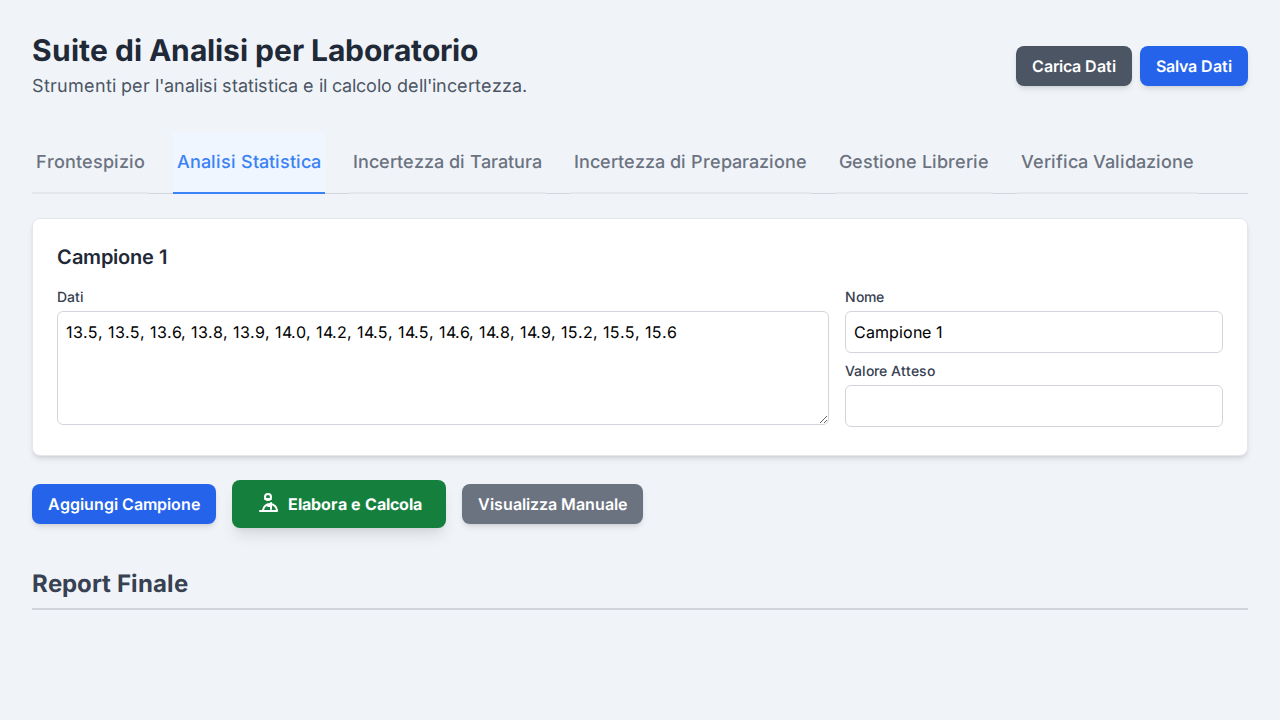 Suite di Analisi per Laboratorio
Strumenti per l'analisi statistica e il calcolo dell'incertezza.
Carica Dati
Salva Dati
Frontespizio
Analisi Statistica
Incertezza di Taratura
Incertezza di Preparazione
Gestione Librerie
Verifica Validazione
Campione 1
Dati
13.5, 13.5, 13.6, 13.8, 13.9, 14.0, 14.2, 14.5, 14.5, 14.6, 14.8, 14.9, 15.2, 15.5, 15.6
Nome
Campione 1
Valore Atteso
Aggiungi Campione
Elabora e Calcola
Visualizza Manuale
Report Finale